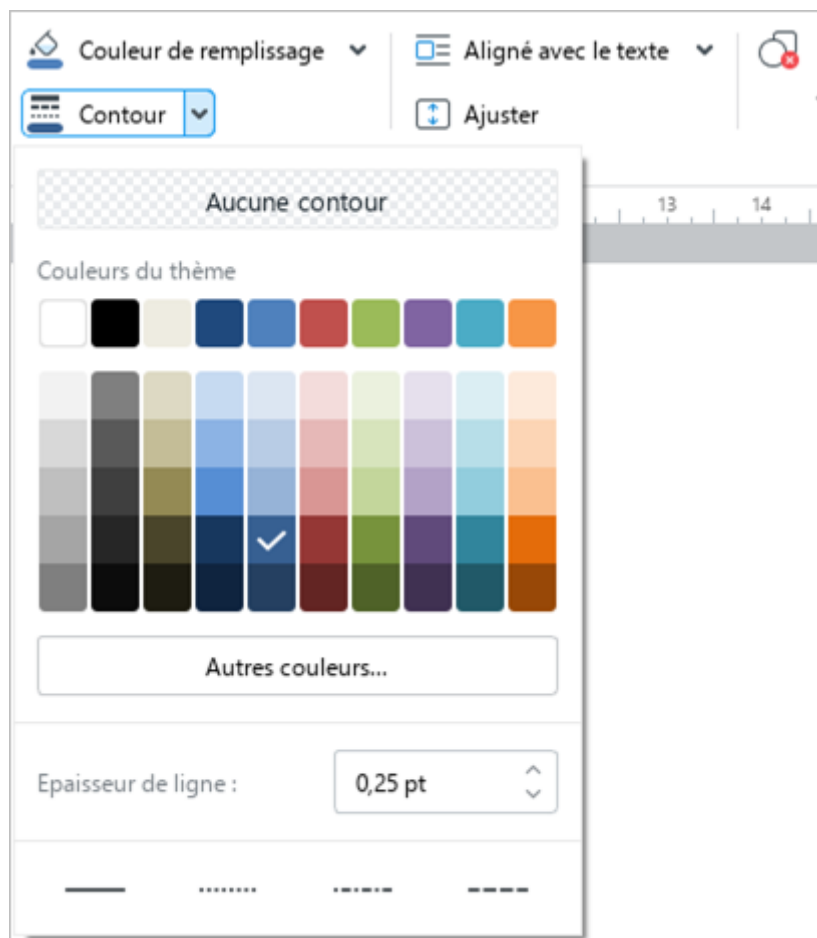 Couleur de remplissage
Aligné avec le texte
Contour
Ajuster
Aucune contour
13 14
Couleurs du thème
Autres couleurs...
Epaisseur de ligne :
0,25 pt